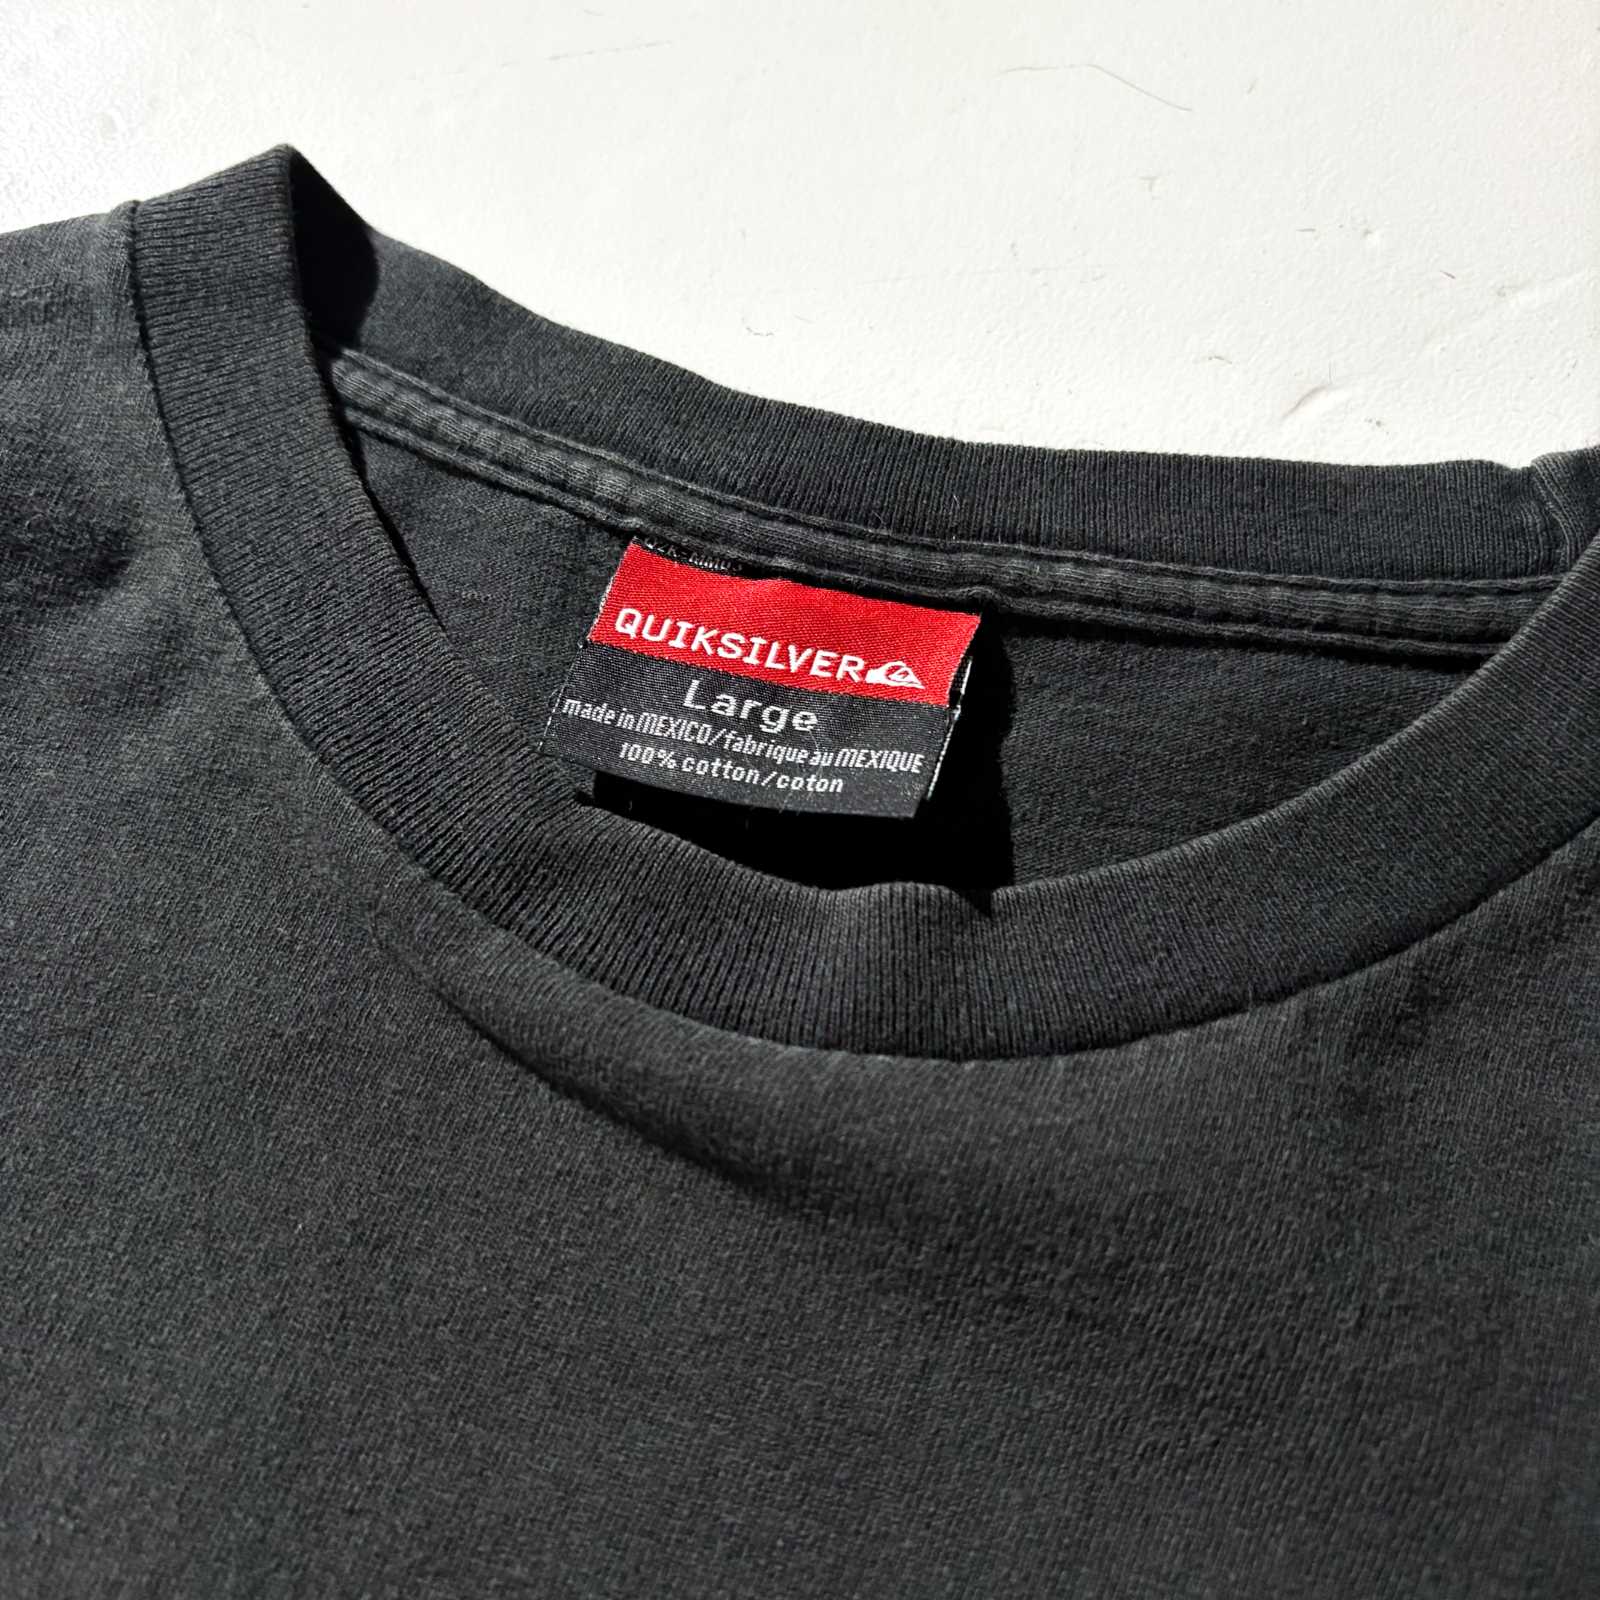 QUIKSILVER
Large
made in MEXICO/fabrique au MEXIQUE
100% cotton/coton